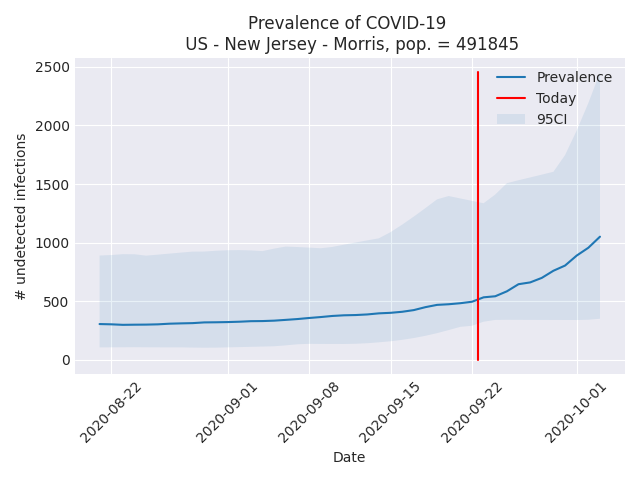 Prevalence of COVID-19
US - New Jersey - Morris, pop. = 491845
# undetected infections
2500
2000
1500
1000
500
0
Prevalence
Today
95CI
2020-08-22
2020-09-01
2020-09-08
2020-09-15
2020-09-22
2020-10-01
Date